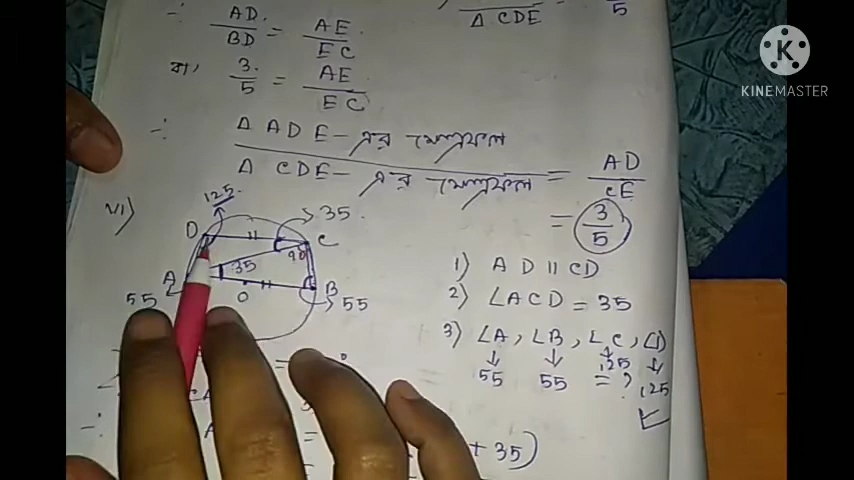 ∴ AD/BD = AE/EC
ΔCDE
5
বা, 3/5 = AE/EC
∴ ΔADE-এর ক্ষেত্রফল / ΔCDE-এর ক্ষেত্রফল = AD/CE
= 3/5
VI)
125
35
D
C
35
90
A
O
B
55
55
1) AD || CD
2) ∠ACD = 35
3) ∠A, ∠B, ∠C, ∠D
55 55 125 = ? 125
+ 35)
K
KINEMASTER